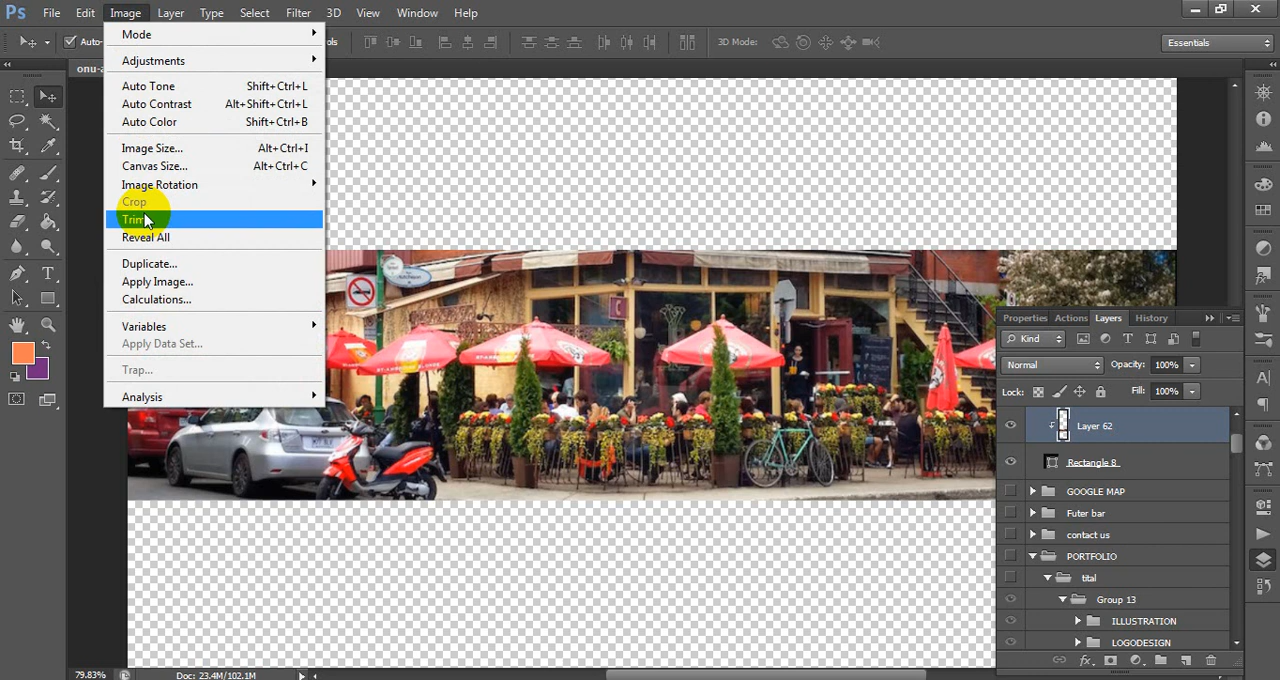 Ps File Edit Image Layer Type Select Filter 3D View Window Help
Auto-
ols
3D Mode:
Essentials
onu-a
Mode
Adjustments
Auto Tone Shift+Ctrl+L
Auto Contrast Alt+Shift+Ctrl+L
Auto Color Shift+Ctrl+B
Image Size... Alt+Ctrl+I
Canvas Size... Alt+Ctrl+C
Image Rotation
Crop
Trim
Reveal All
Duplicate...
Apply Image...
Calculations...
Variables
Apply Data Set...
Trap...
Analysis
Properties Actions Layers History
Kind
Normal Opacity: 100%
Lock: Fill: 100%
Layer 62
Rectangle 8
GOOGLE MAP
Futer bar
contact us
PORTFOLIO
tital
Group 13
ILLUSTRATION
LOGODESIGN
79.83% Doc: 23.4M/102.1M